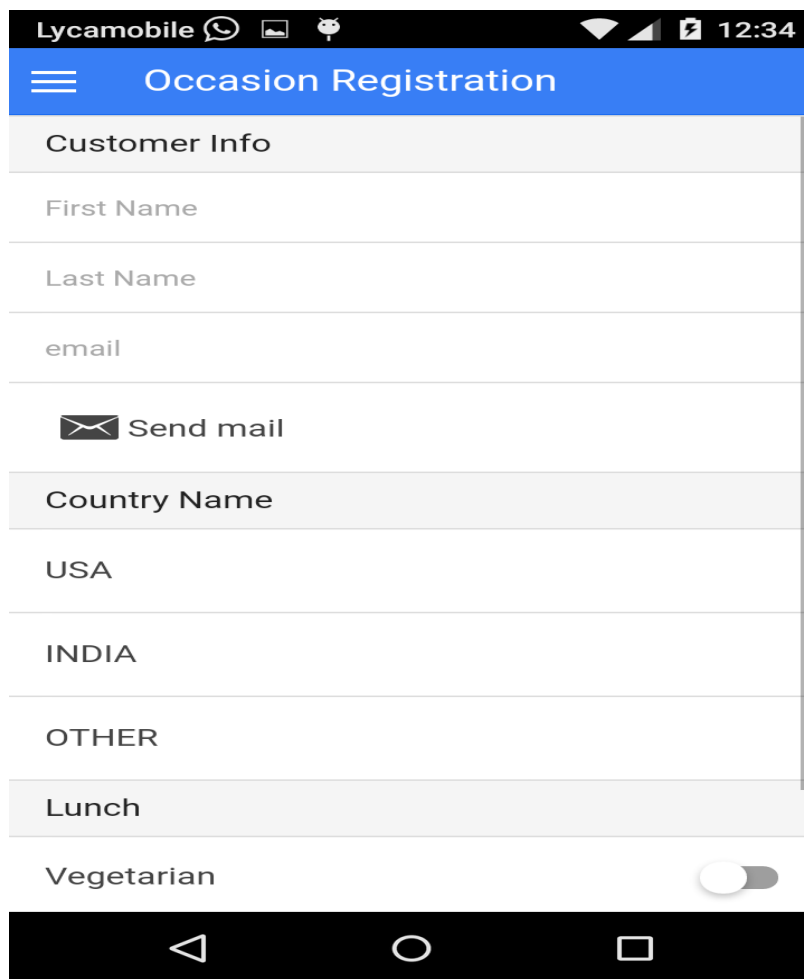 Lycamobile 12:34
Occasion Registration
Customer Info
First Name
Last Name
email
Send mail
Country Name
USA
INDIA
OTHER
Lunch
Vegetarian